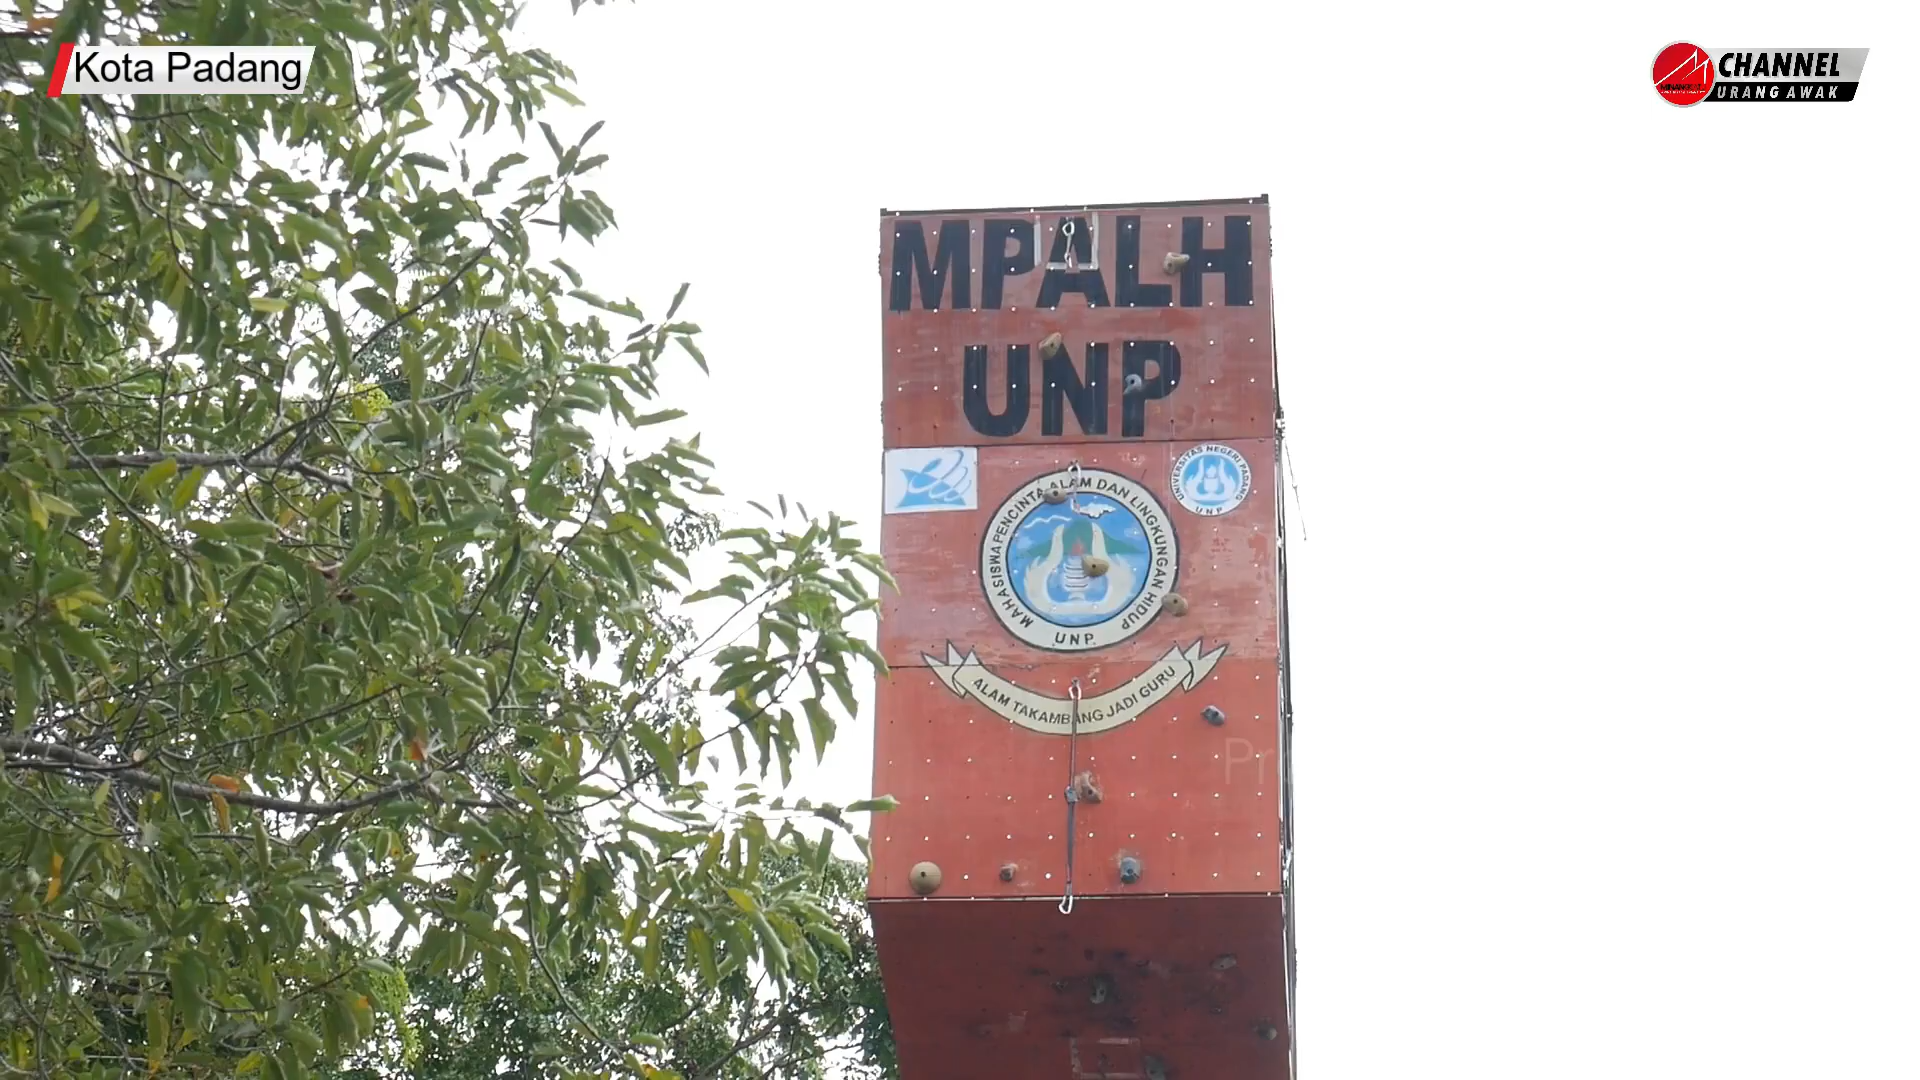 Kota Padang
CHANNEL
URANG AWAK
MPALH
UNP
UNIVERSITAS NEGERI PADANG
UNP
MAHASISWA PENCINTA ALAM DAN LINGKUNGAN HIDUP
UNP
ALAM TAKAMBANG JADI GURU
Pr